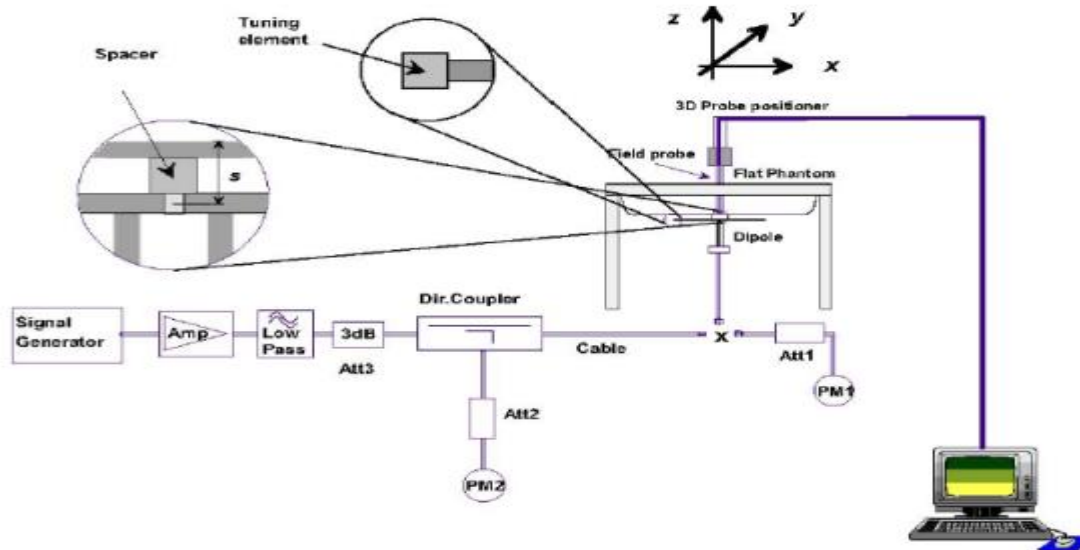 Tuning
element
Spacer
s
z
y
x
3D Probe positioner
Field probe
Flat Phantom
Dipole
Signal
Generator
Amp
Low
Pass
3dB
Att3
Dir.Coupler
Cable
X
Att1
PM1
Att2
PM2